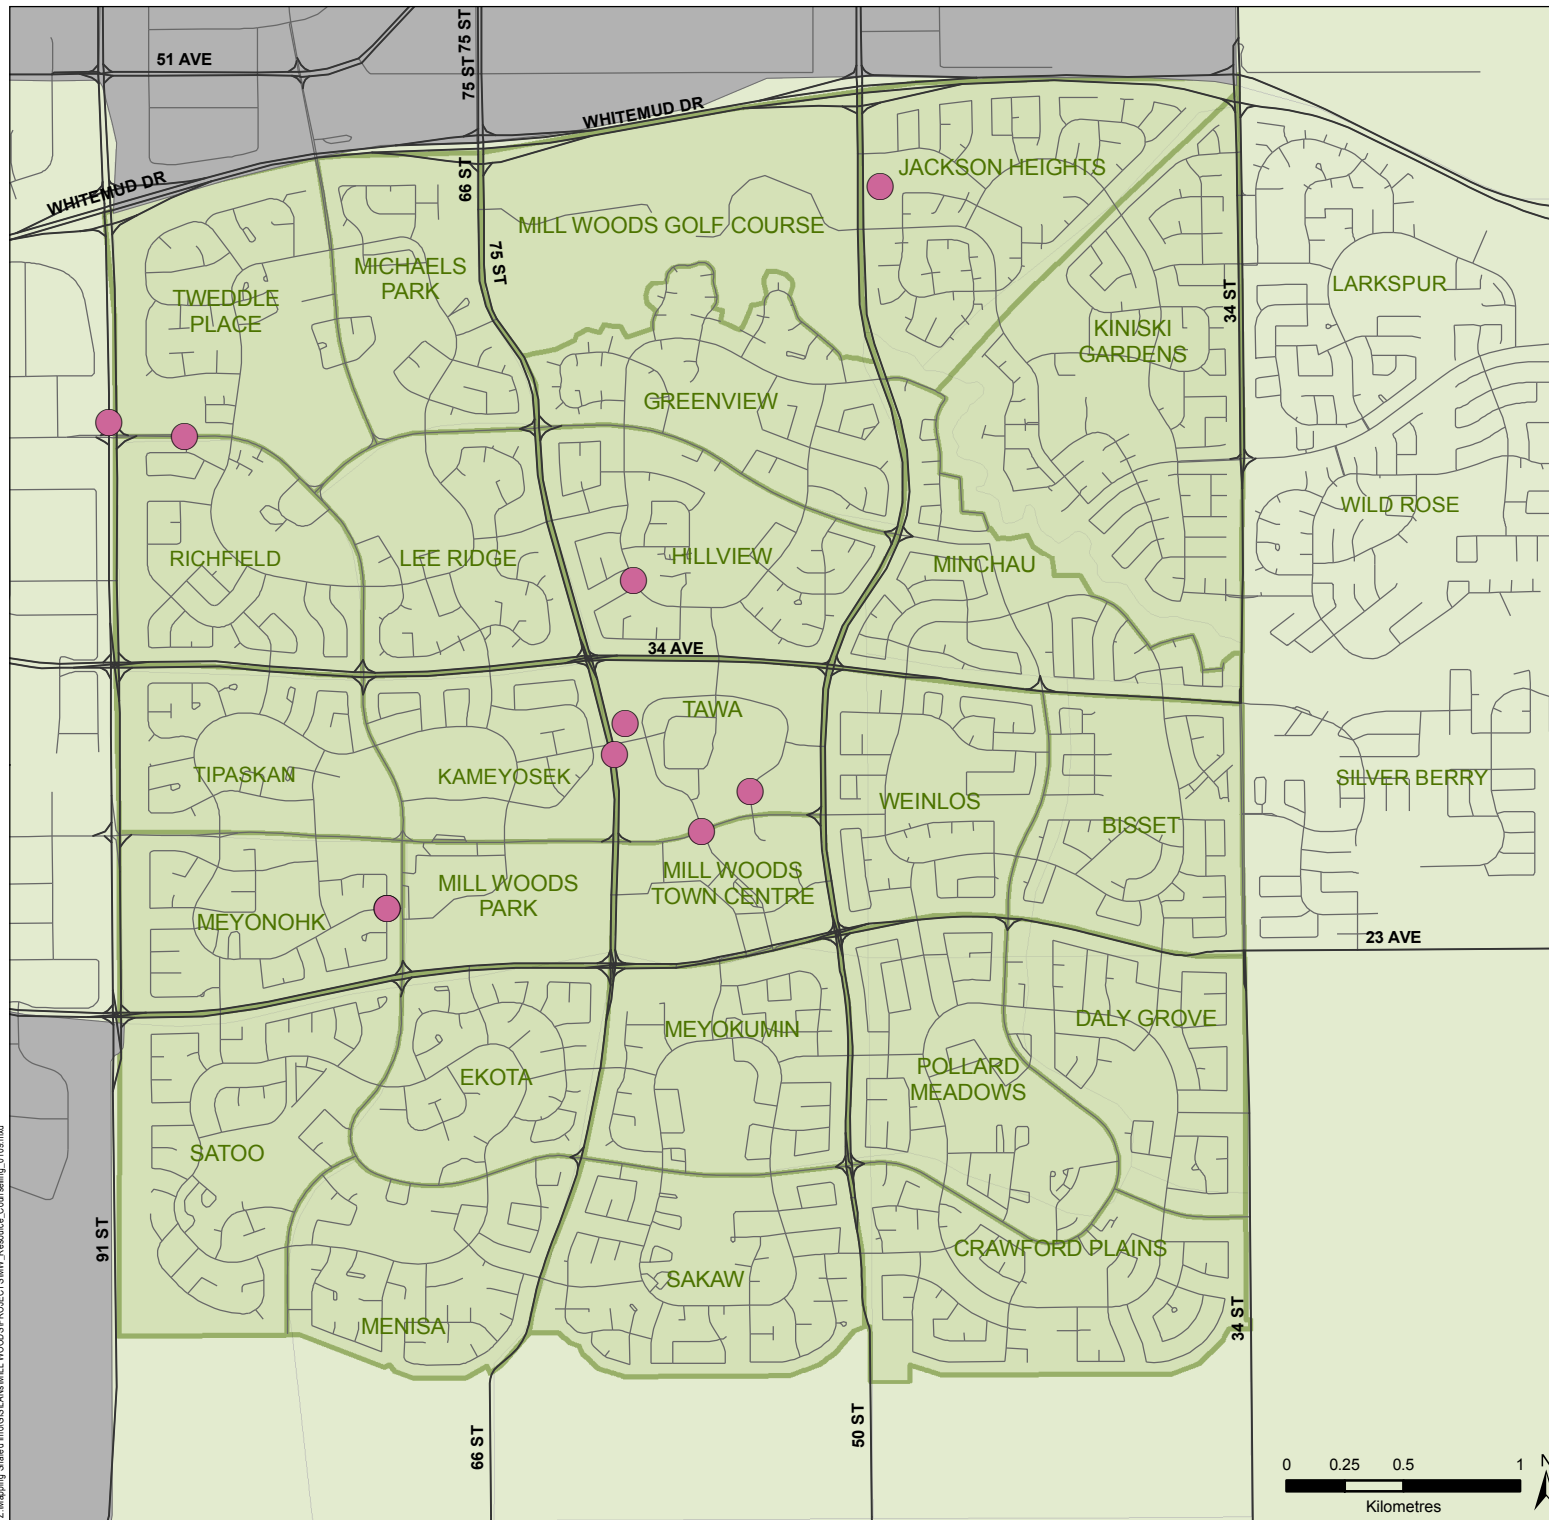 75 ST
75 ST
51 AVE
WHITEMUD DR
WHITEMUD DR
66 ST
75 ST
JACKSON HEIGHTS
MILL WOODS GOLF COURSE
MICHAELS
PARK
TWEDDLE
PLACE
34 ST
LARKSPUR
KINISKI
GARDENS
GREENVIEW
WILD ROSE
RICHFIELD
LEE RIDGE
HILLVIEW
MINCHAU
34 AVE
TAWA
TIPASKAN
KAMEYOSEK
WEINLOS
SILVER BERRY
BISSET
MILL WOODS
TOWN CENTRE
MILL WOODS
PARK
MEYONOHK
23 AVE
MEYOKUMIN
DALY GROVE
EKOTA
POLLARD
MEADOWS
SATOO
91 ST
CRAWFORD PLAINS
SAKAW
MENISA
34 ST
66 ST
50 ST
0 0.25 0.5 1
Kilometres
N